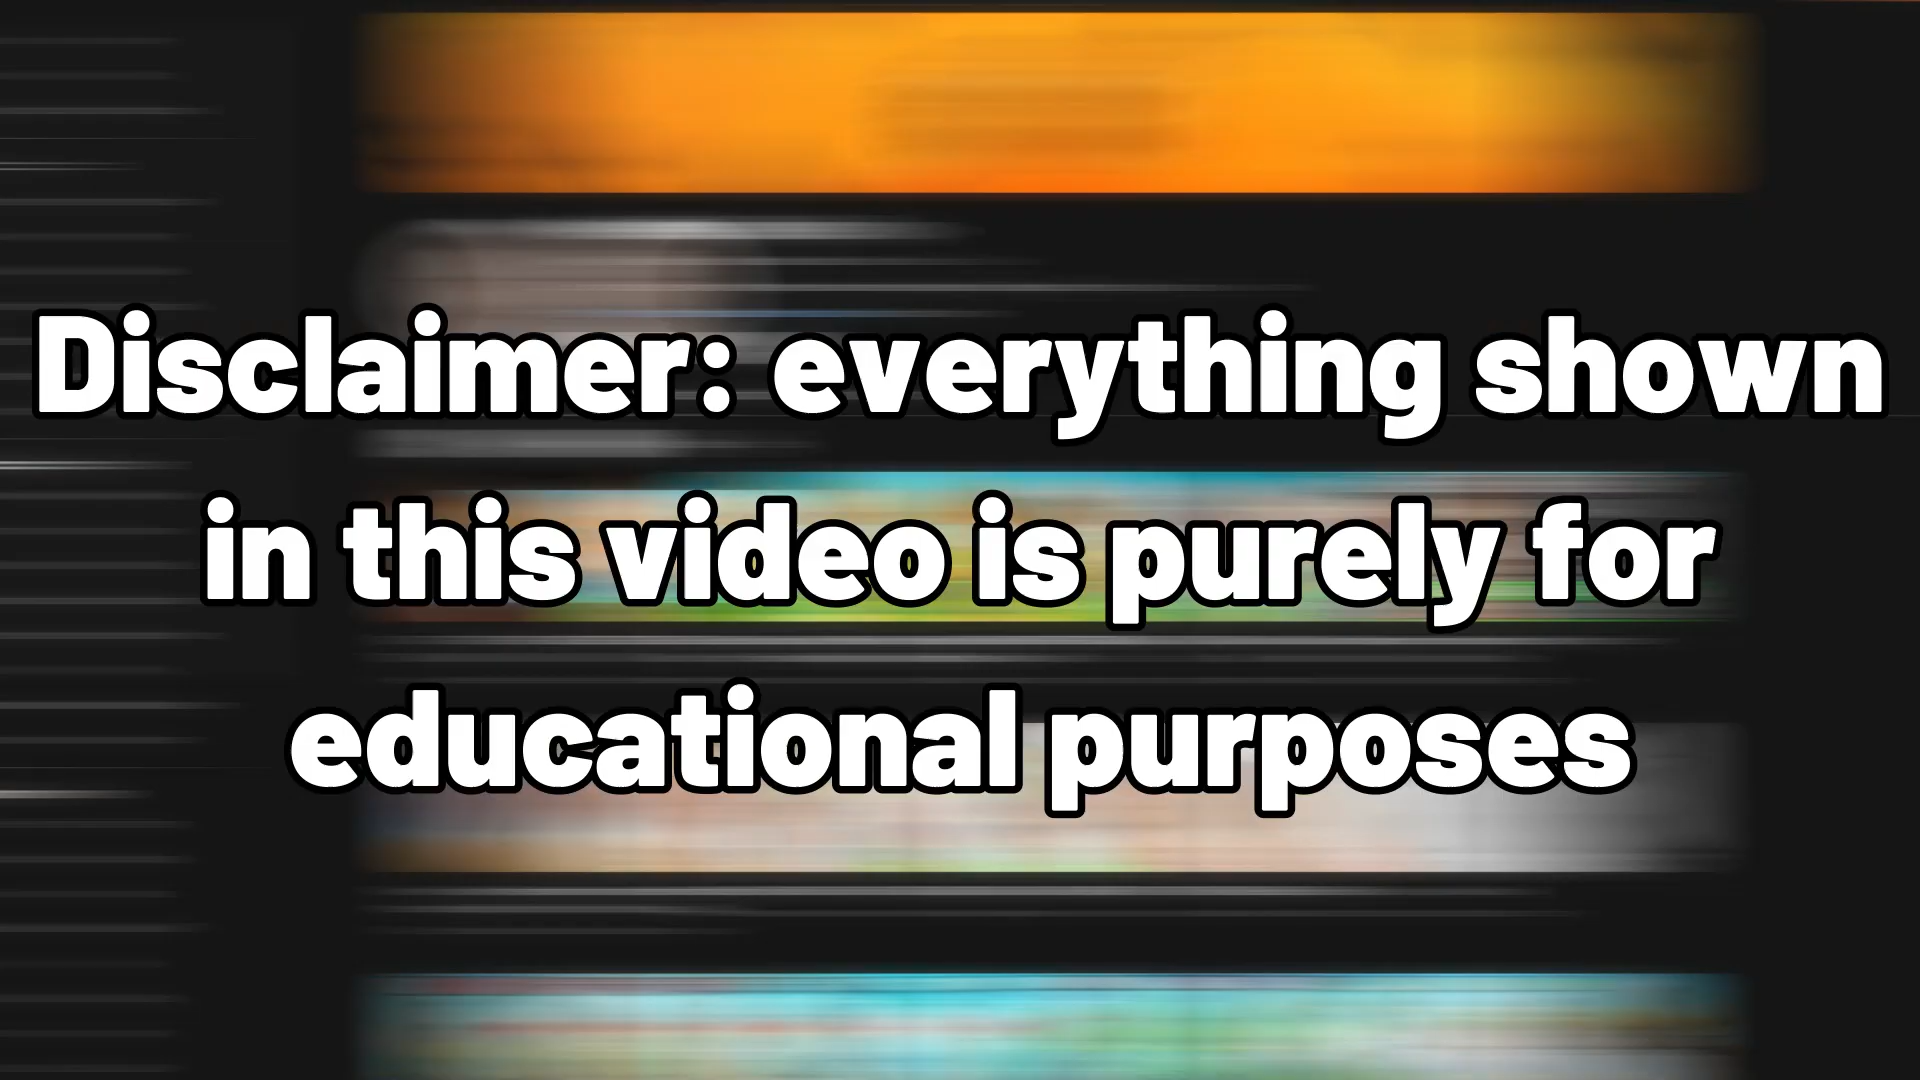 Disclaimer: everything shown
in this video is purely for
educational purposes